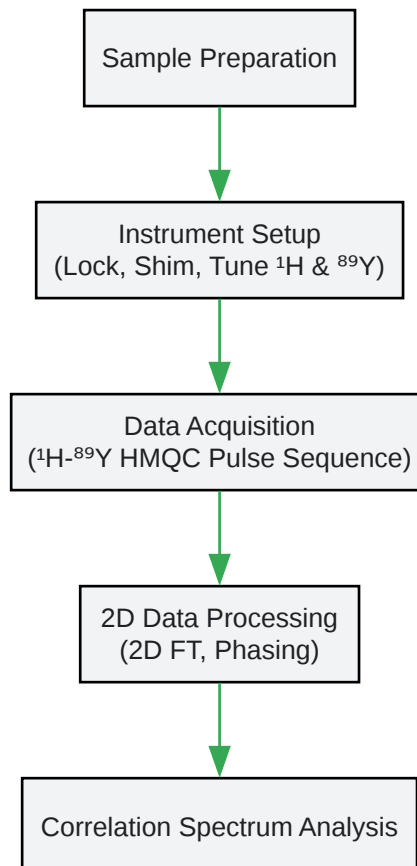 Sample Preparation
Instrument Setup
(Lock, Shim, Tune ¹H & ⁸⁹Y)
Data Acquisition
(¹H-⁸⁹Y HMQC Pulse Sequence)
2D Data Processing
(2D FT, Phasing)
Correlation Spectrum Analysis